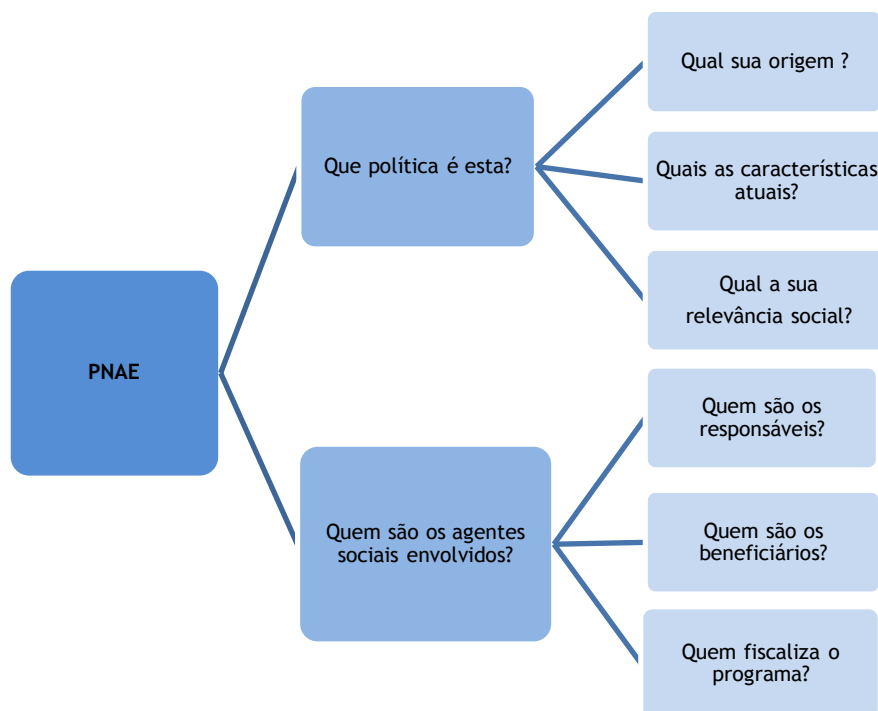 PNAE
Que política é esta?
Qual sua origem ?
Quais as características
atuais?
Qual a sua
relevância social?
Quem são os agentes
sociais envolvidos?
Quem são os
responsáveis?
Quem são os
beneficiários?
Quem fiscaliza o
programa?